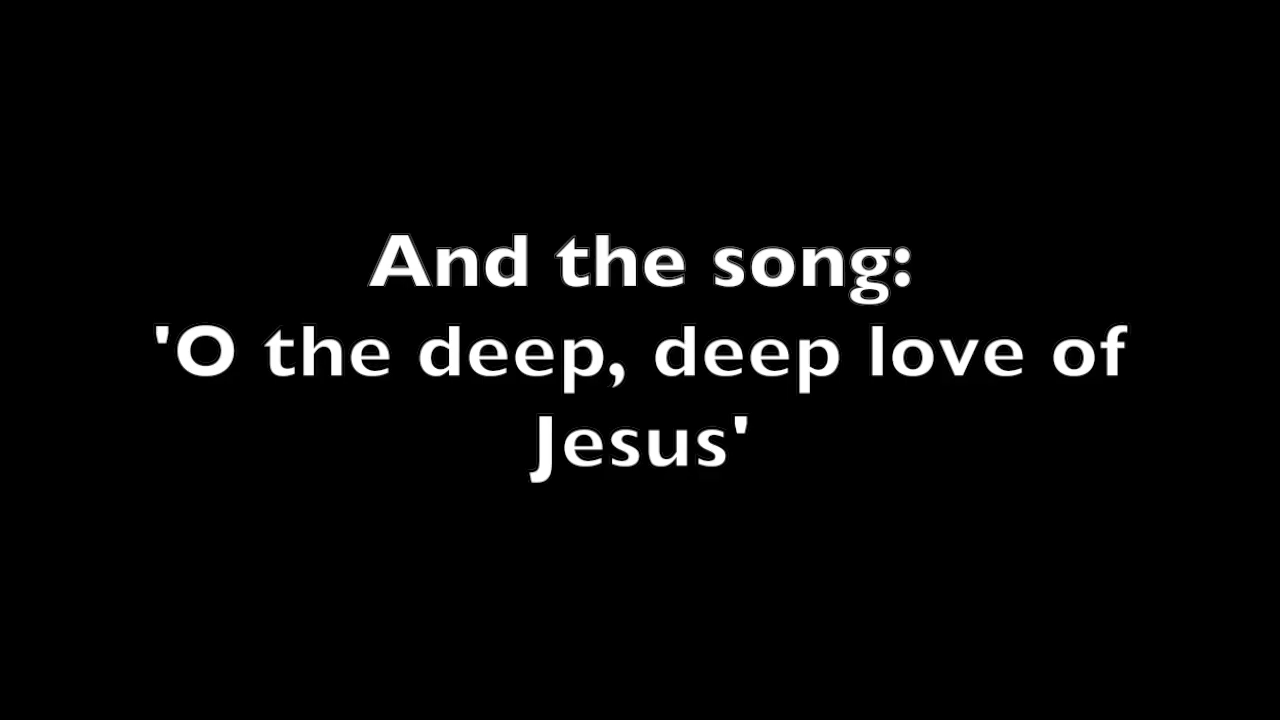 And the song:
'O the deep, deep love of
Jesus'